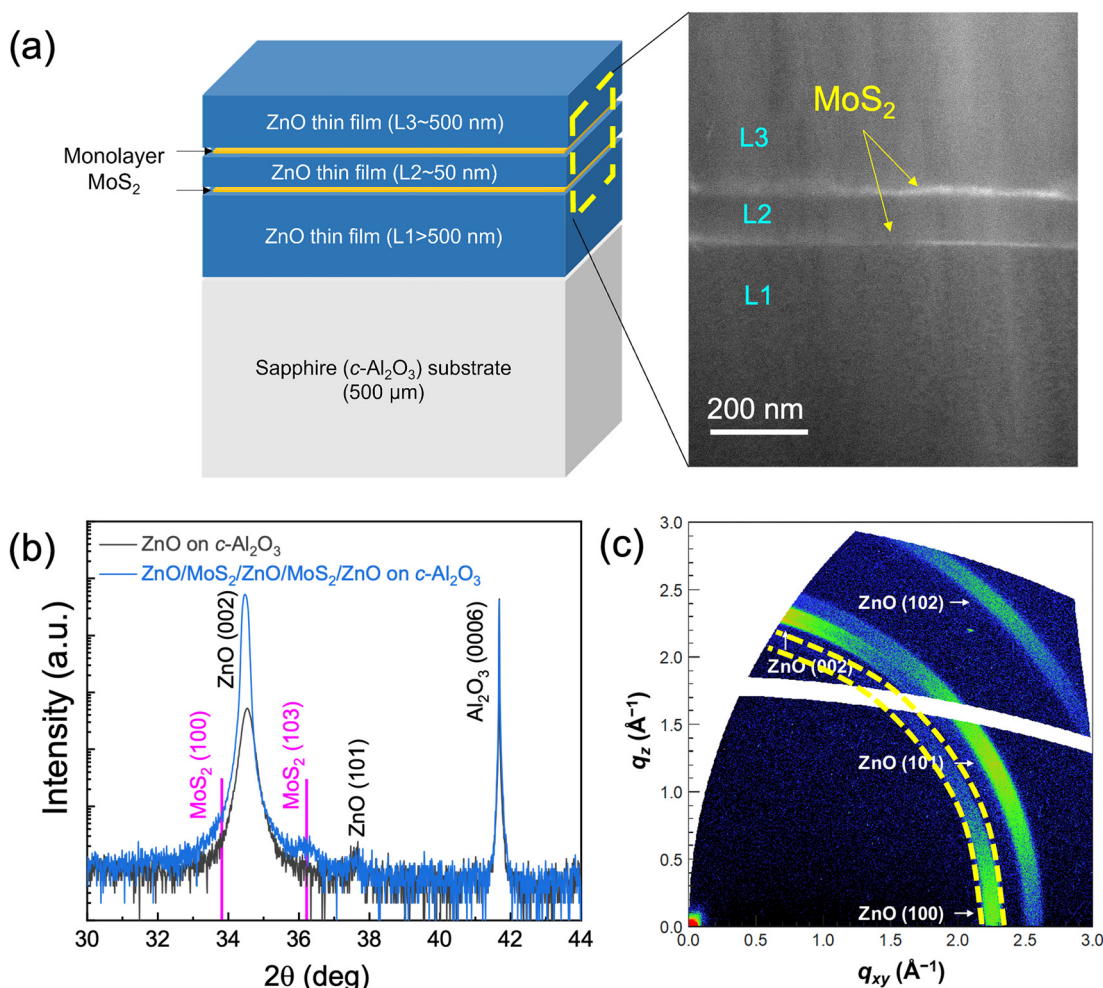 (a)
ZnO thin film (L3~500 nm)
Monolayer
MoS₂
ZnO thin film (L2~50 nm)
ZnO thin film (L1>500 nm)
Sapphire (c-Al₂O₃) substrate
(500 μm)
MoS₂
L3
L2
L1
200 nm
(b)
ZnO on c-Al₂O₃
ZnO/MoS₂/ZnO/MoS₂/ZnO on c-Al₂O₃
Intensity (a.u.)
MoS₂ (100)
ZnO (002)
MoS₂ (103)
ZnO (101)
Al₂O₃ (0006)
30 32 34 36 38 40 42 44
2θ (deg)
(c)
3.0
2.5
2.0
1.5
1.0
0.5
0.0
qz (Å⁻¹)
ZnO (102)
ZnO (002)
ZnO (101)
ZnO (100)
0.0 0.5 1.0 1.5 2.0 2.5 3.0
qxy (Å⁻¹)